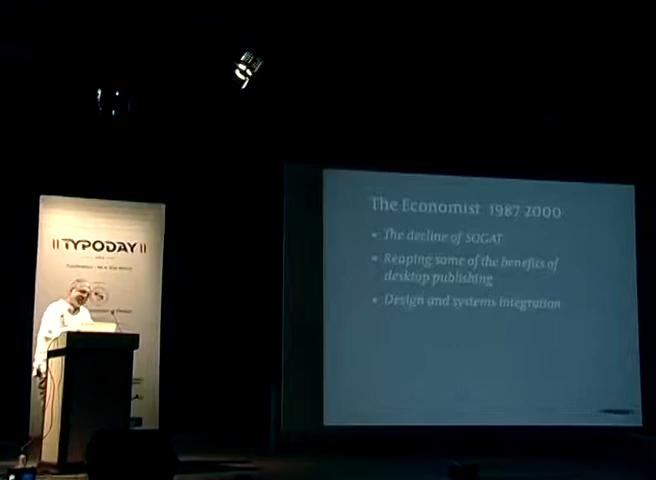 TYPODAY
The Economist 1987-2000
• The decline of SOGAT
• Reaping some of the benefits of
desktop publishing
• Design and systems integration